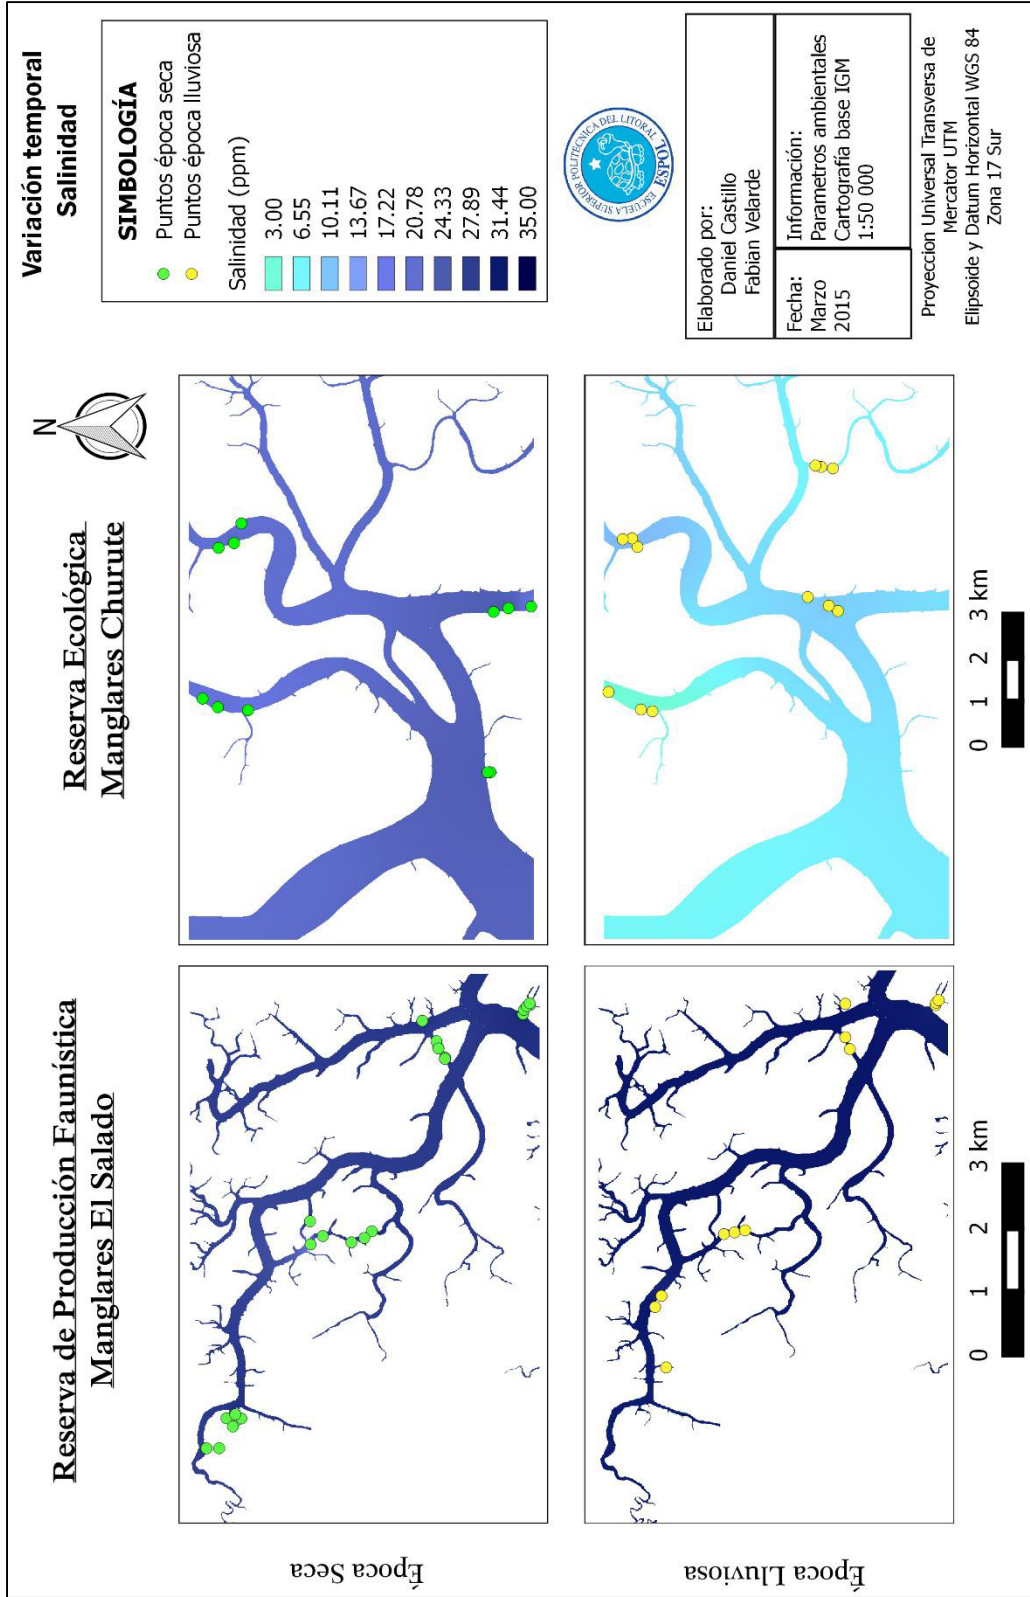 Reserva de Producción Faunística
Manglares El Salado
Reserva Ecológica
Manglares Churute
N
Variación temporal
Salinidad
SIMBOLOGÍA
Puntos época seca
Puntos época lluviosa
Salinidad (ppm)
3.00
6.55
10.11
13.67
17.22
20.78
24.33
27.89
31.44
35.00
ESCUELA SUPERIOR POLITÉCNICA DEL LITORAL
ESPOL
Elaborado por:
Daniel Castillo
Fabian Velarde
Fecha:
Marzo
2015
Información:
Parametros ambientales
Cartografía base IGM
1:50 000
Proyeccion Universal Transversa de
Mercator UTM
Elipsoide y Datum Horizontal WGS 84
Zona 17 Sur
Época Seca
Época Lluviosa
0 1 2 3 km
0 1 2 3 km